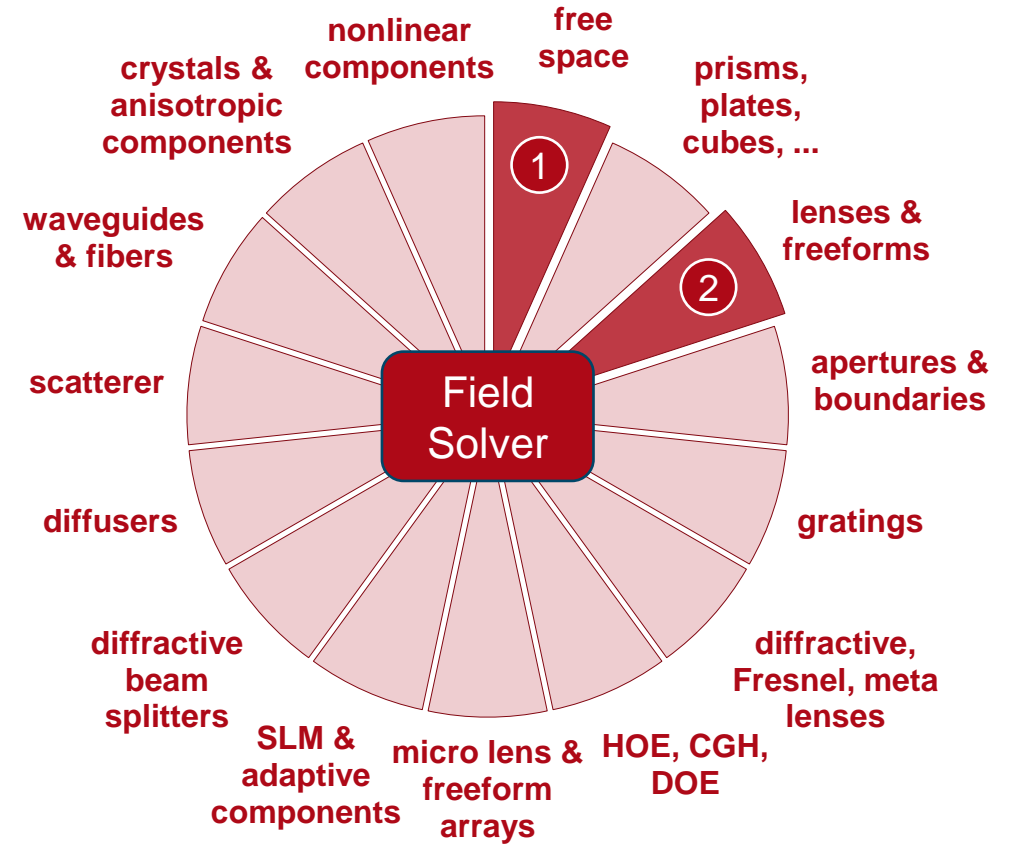 free
space
prisms,
plates,
cubes, ...
lenses &
freeforms
apertures &
boundaries
gratings
diffractive,
Fresnel, meta
lenses
HOE, CGH,
DOE
micro lens &
freeform
arrays
SLM &
adaptive
components
diffractive
beam
splitters
diffusers
scatterer
waveguides
& fibers
crystals &
anisotropic
components
nonlinear
components
1
2
Field
Solver